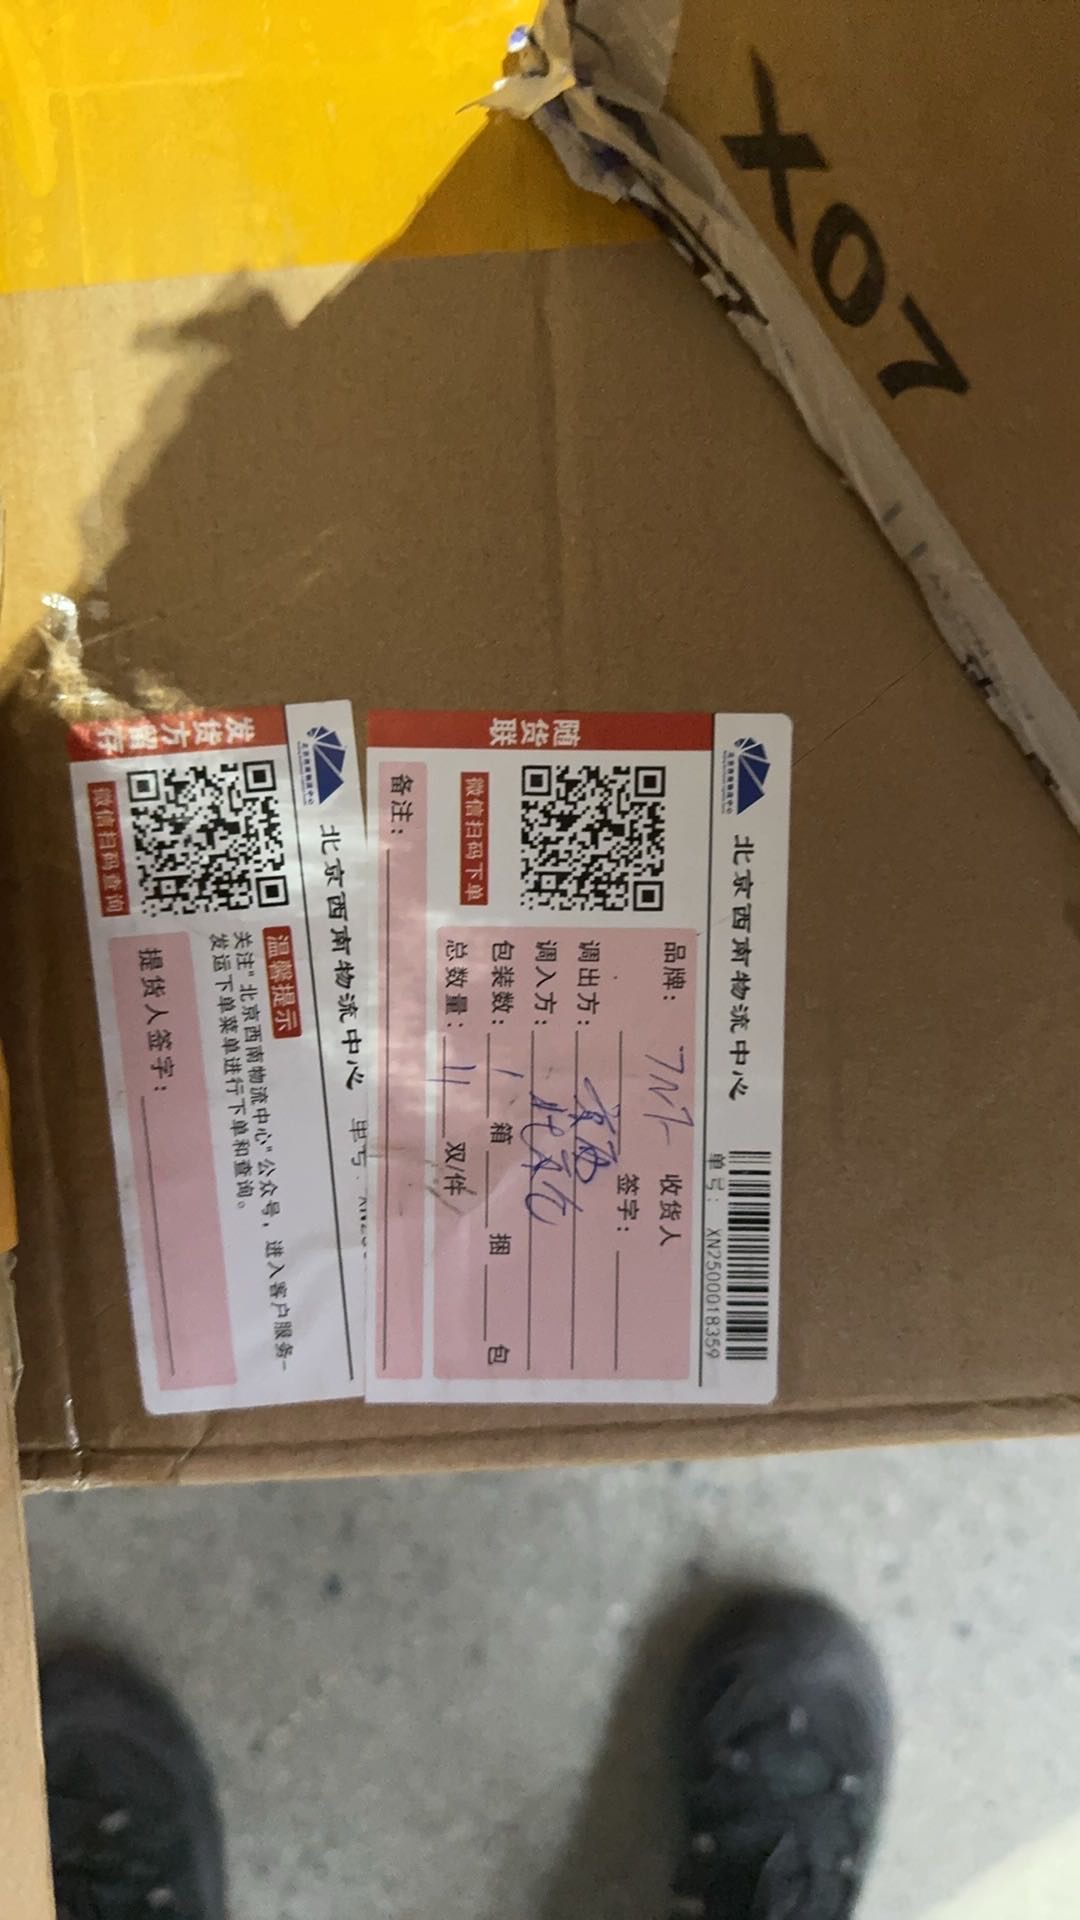 X07
随货联
北京西南物流中心
单号: XN2500018359
微信扫码下单
品牌:
收货人
签字:
调出方:
调入方:
包装数: 1 箱 捆 包
总数量: 11 双/件
备注:
发货方留存
北京西南物流中心
单号:
微信扫码查询
温馨提示
关注"北京西南物流中心"公众号, 进入客户服务-
发运下单菜单进行下单和查询。
提货人签字: